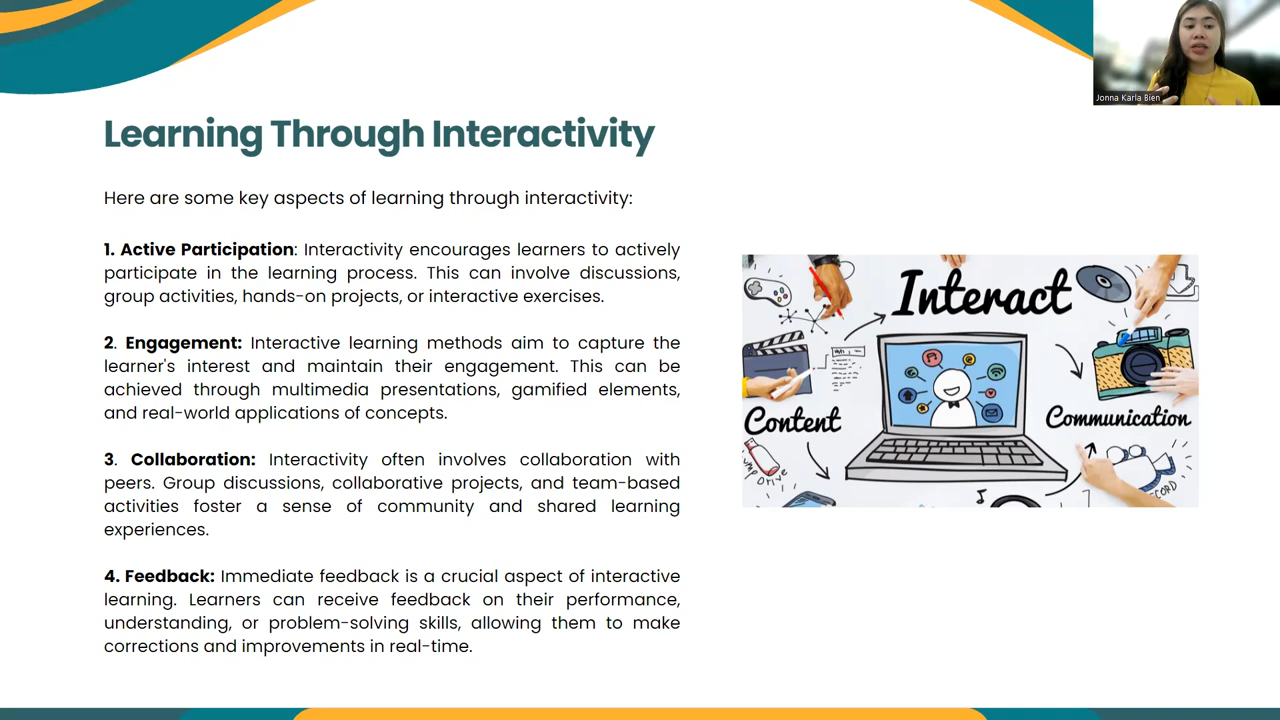 Jonna Karla Bien
Learning Through Interactivity
Here are some key aspects of learning through interactivity:
1. Active Participation: Interactivity encourages learners to actively
participate in the learning process. This can involve discussions,
group activities, hands-on projects, or interactive exercises.
2. Engagement: Interactive learning methods aim to capture the
learner's interest and maintain their engagement. This can be
achieved through multimedia presentations, gamified elements,
and real-world applications of concepts.
3. Collaboration: Interactivity often involves collaboration with
peers. Group discussions, collaborative projects, and team-based
activities foster a sense of community and shared learning
experiences.
4. Feedback: Immediate feedback is a crucial aspect of interactive
learning. Learners can receive feedback on their performance,
understanding, or problem-solving skills, allowing them to make
corrections and improvements in real-time.
Interact
Content
Communication
DRIVE